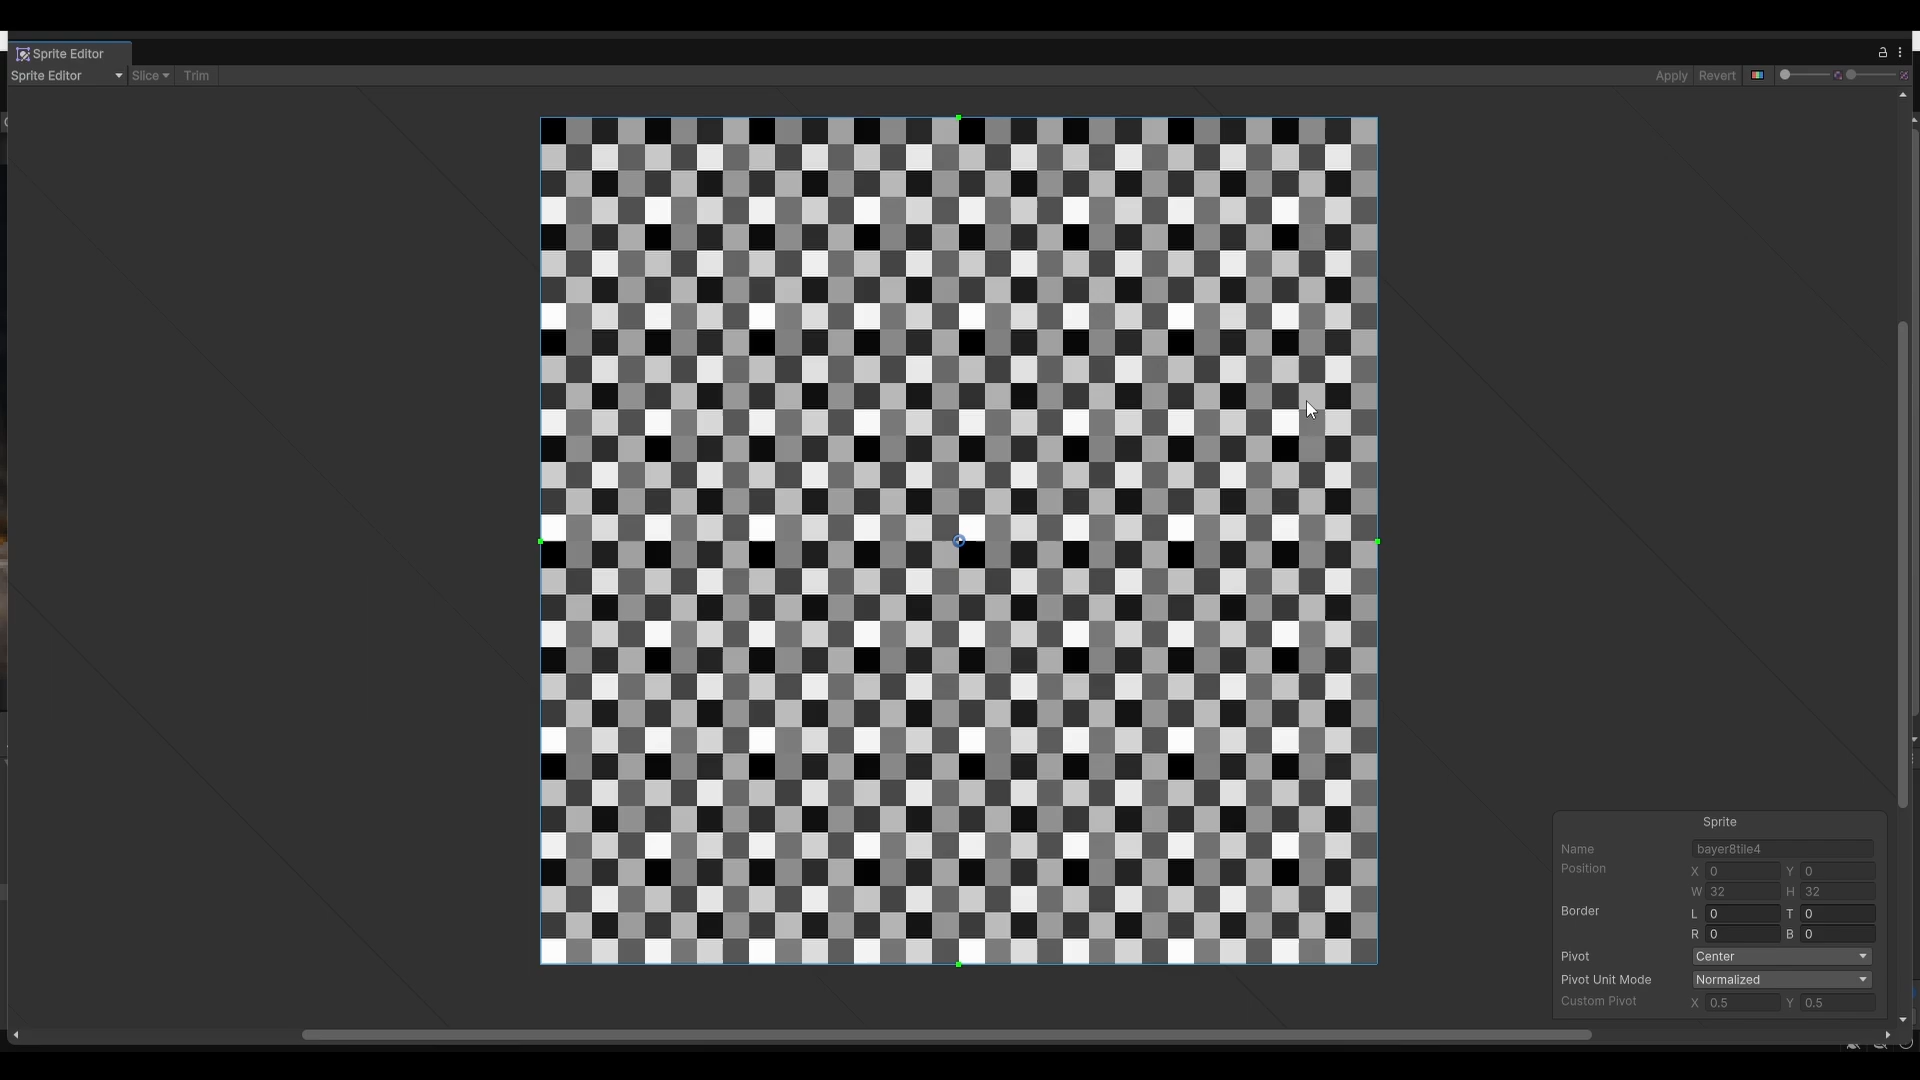 Sprite Editor
Sprite Editor Slice Trim Apply Revert
Sprite
Name bayer8tile4
Position X 0 Y 0
W 32 H 32
Border L 0 T 0
R 0 B 0
Pivot Center
Pivot Unit Mode Normalized
Custom Pivot X 0.5 Y 0.5